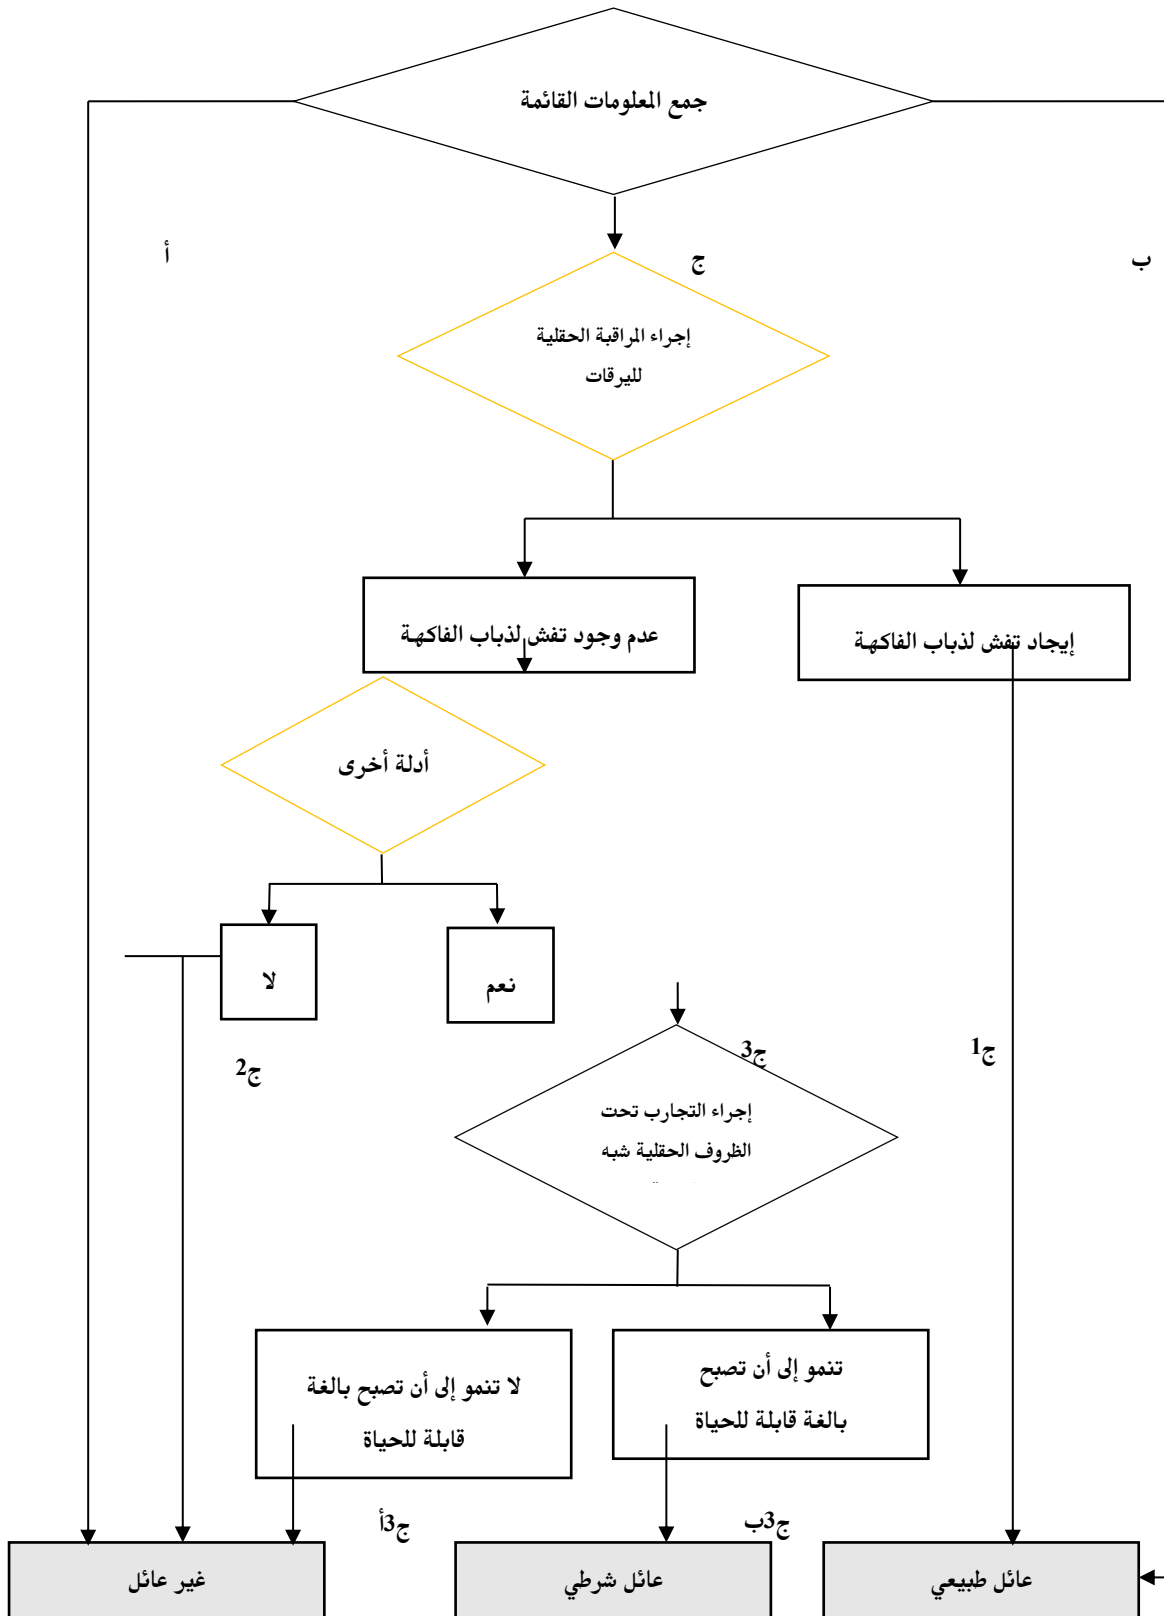 جمع المعلومات القائمة
أ
ج
ب
إجراء المراقبة الحقلية
لليرقات
إيجاد تفش لذباب الفاكهة
عدم وجود تفش لذباب الفاكهة
أدلة أخرى
نعم
لا
ج1
ج3
ج2
إجراء التجارب تحت
الظروف الحقلية شبه
تنمو إلى أن تصبح
بالغة قابلة للحياة
لا تنمو إلى أن تصبح بالغة
قابلة للحياة
ج3ب
ج3أ
عائل طبيعي
عائل شرطي
غير عائل